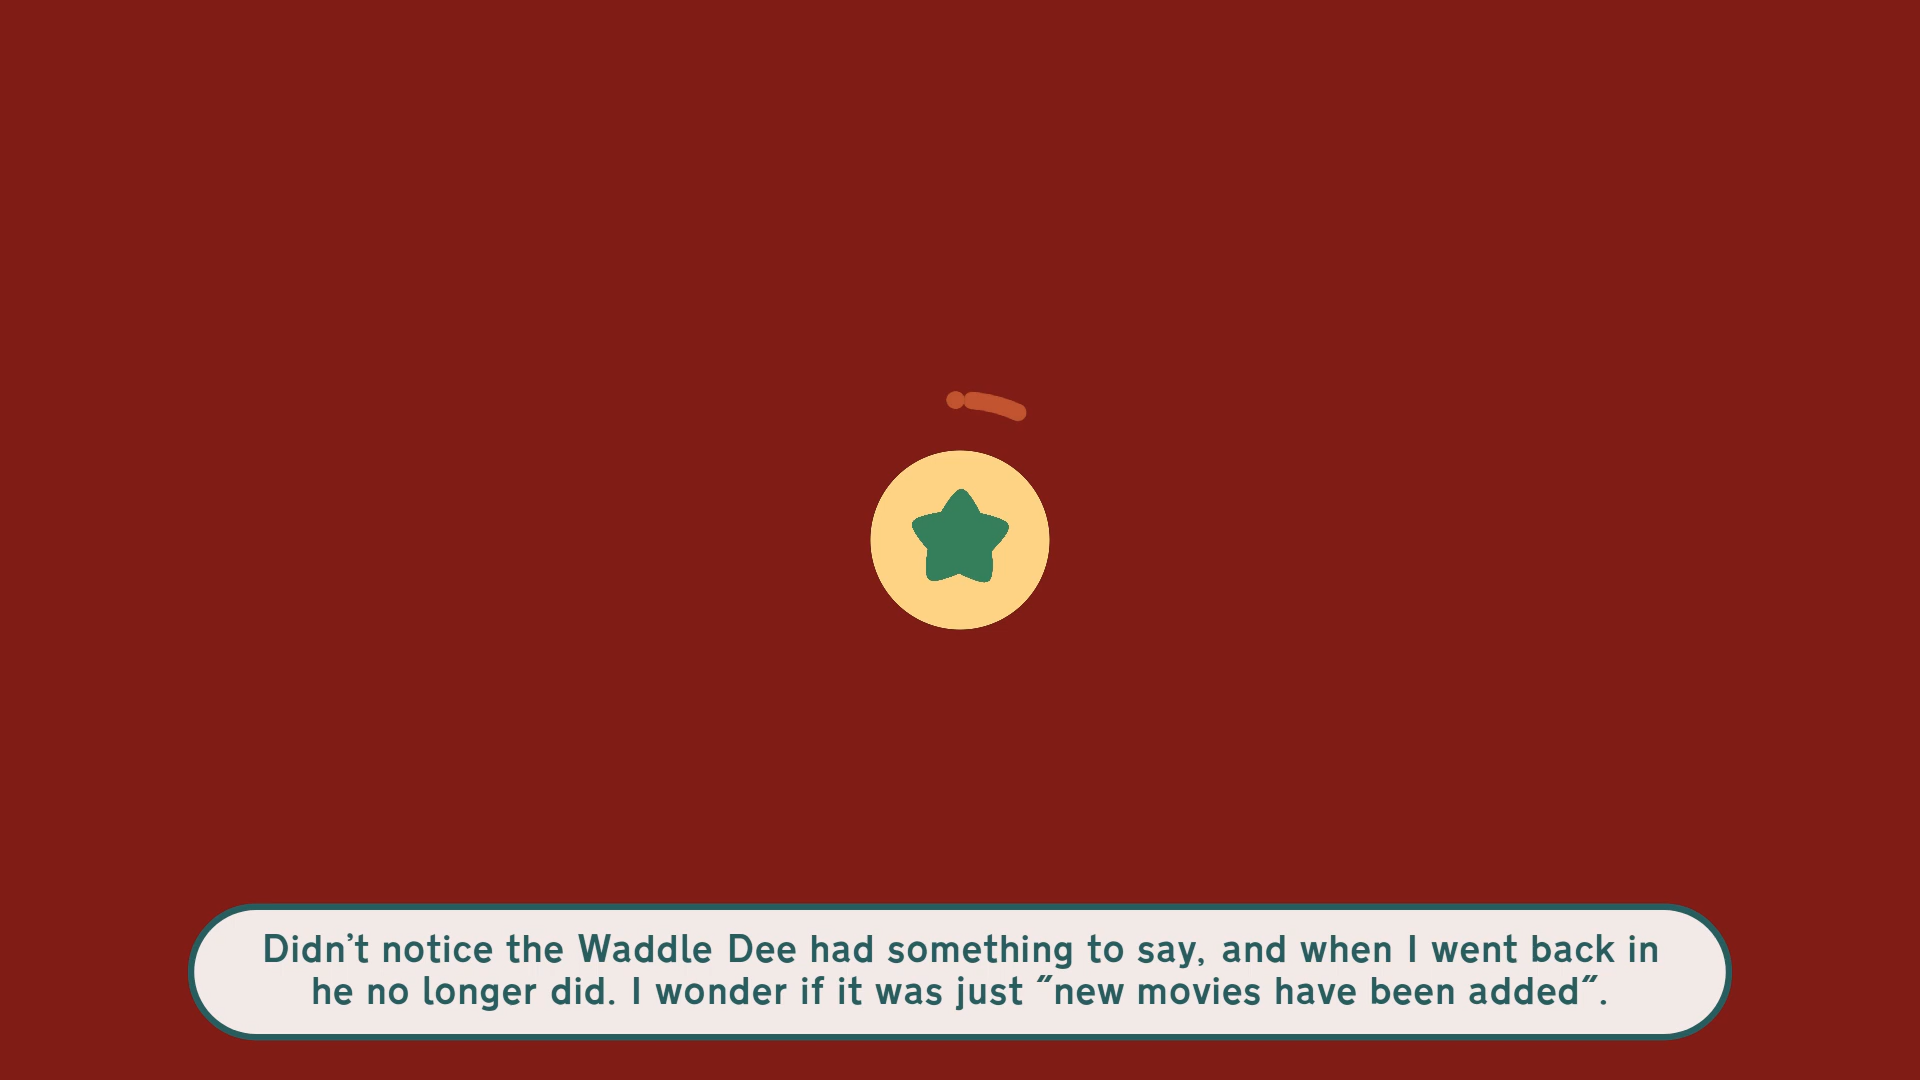 Didn't notice the Waddle Dee had something to say, and when I went back in
he no longer did. I wonder if it was just "new movies have been added".